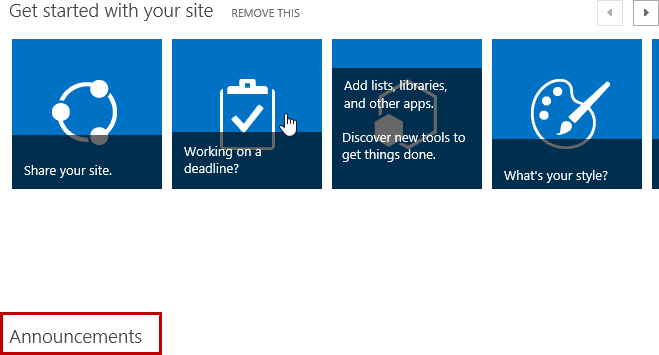 Get started with your site REMOVE THIS
Share your site.
Working on a
deadline?
Add lists, libraries,
and other apps.
Discover new tools to
get things done.
What's your style?
Announcements